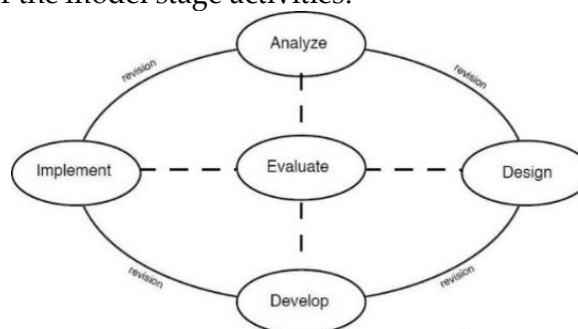 the model stage activities.
Analyze
revision
revision
Implement
Evaluate
Design
revision
revision
Develop